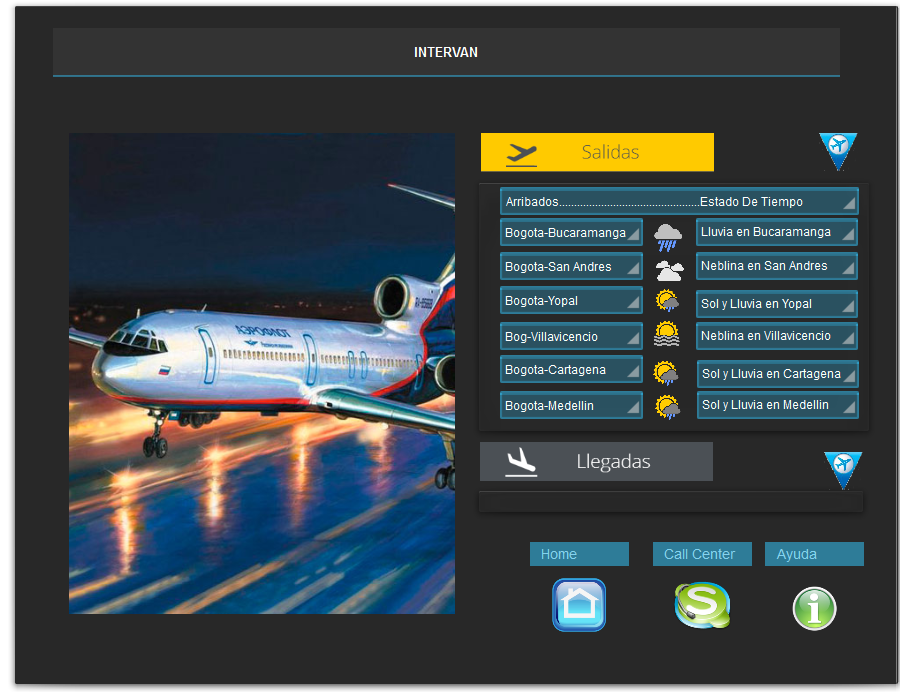 INTERVAN
Salidas
Arribados................................................Estado De Tiempo
Bogota-Bucaramanga
Lluvia en Bucaramanga
Bogota-San Andres
Neblina en San Andres
Bogota-Yopal
Sol y Lluvia en Yopal
Bog-Villavicencio
Neblina en Villavicencio
Bogota-Cartagena
Sol y Lluvia en Cartagena
Bogota-Medellin
Sol y Lluvia en Medellin
АЭРОФЛОТ
Llegadas
Home
Call Center
Ayuda
S
i